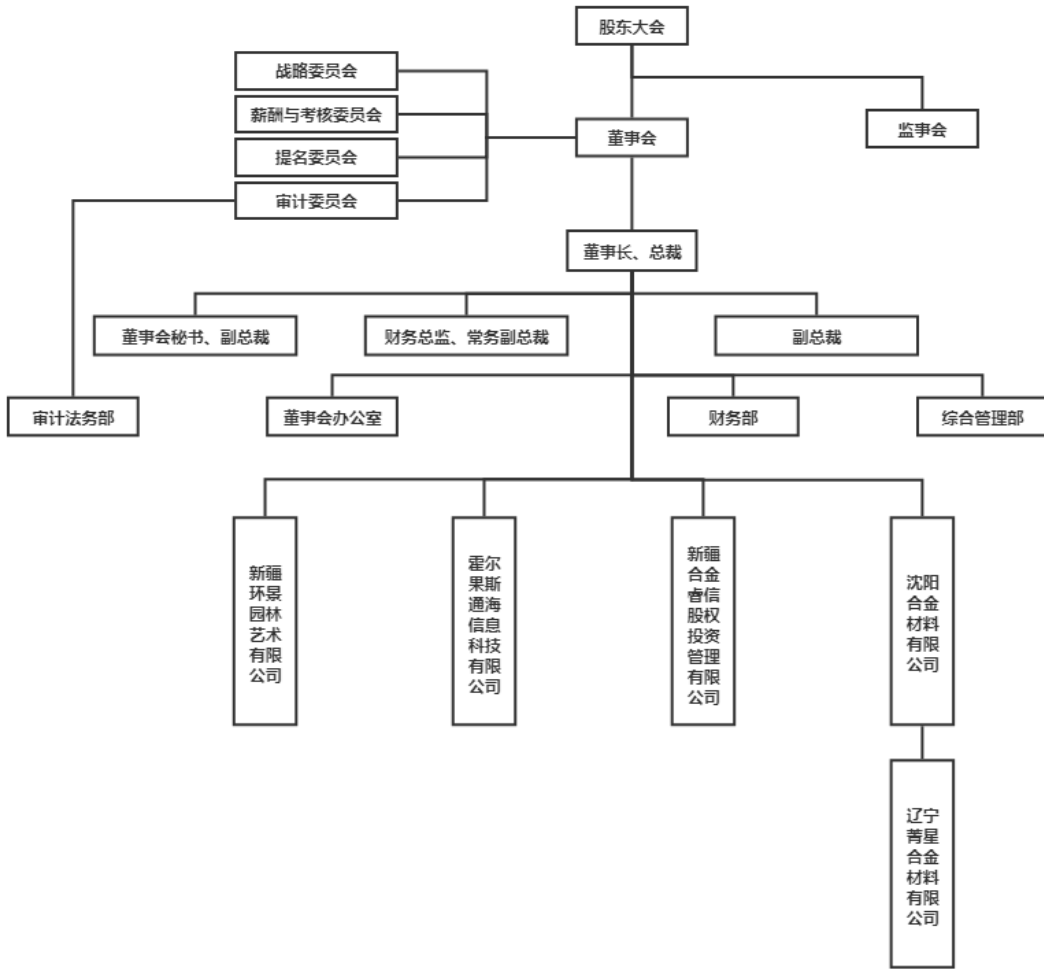 股东大会
战略委员会
薪酬与考核委员会
监事会
董事会
提名委员会
审计委员会
董事长、总裁
董事会秘书、副总裁
财务总监、常务副总裁
副总裁
审计法务部
董事会办公室
财务部
综合管理部
新疆
环景
园林
艺术
有限
公司
霍尔
果斯
通海
信息
科技
有限
公司
新疆
合金
睿信
股权
投资
管理
有限
公司
沈阳
合金
材料
有限
公司
辽宁
菁星
合金
材料
有限
公司